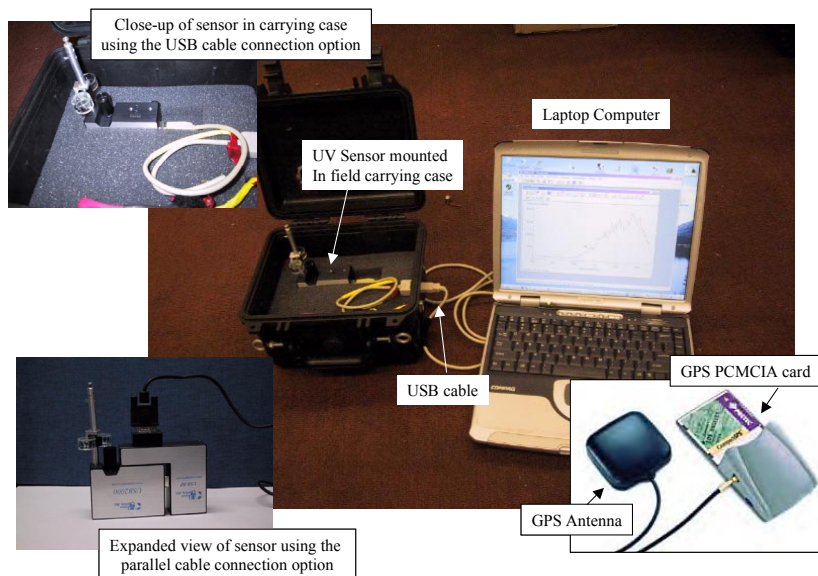 Close-up of sensor in carrying case
using the USB cable connection option
Laptop Computer
UV Sensor mounted
In field carrying case
USB cable
GPS PCMCIA card
GPS Antenna
COMPAQ
USB2000
Expanded view of sensor using the
parallel cable connection option